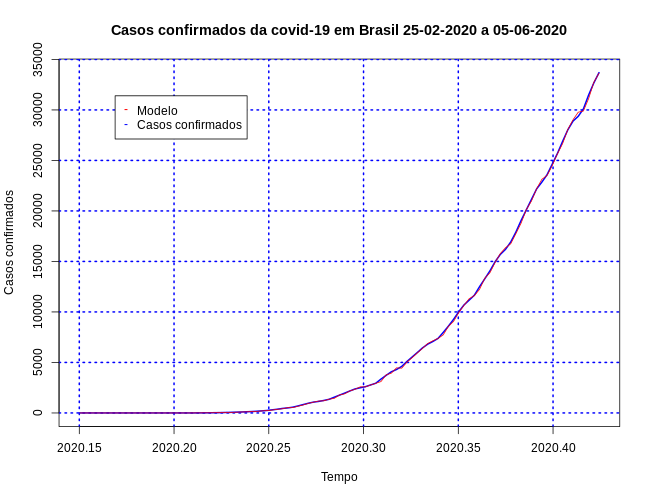 Casos confirmados da covid-19 em Brasil 25-02-2020 a 05-06-2020
Casos confirmados
35000
30000
25000
20000
15000
10000
5000
0
Modelo
Casos confirmados
2020.15 2020.20 2020.25 2020.30 2020.35 2020.40
Tempo